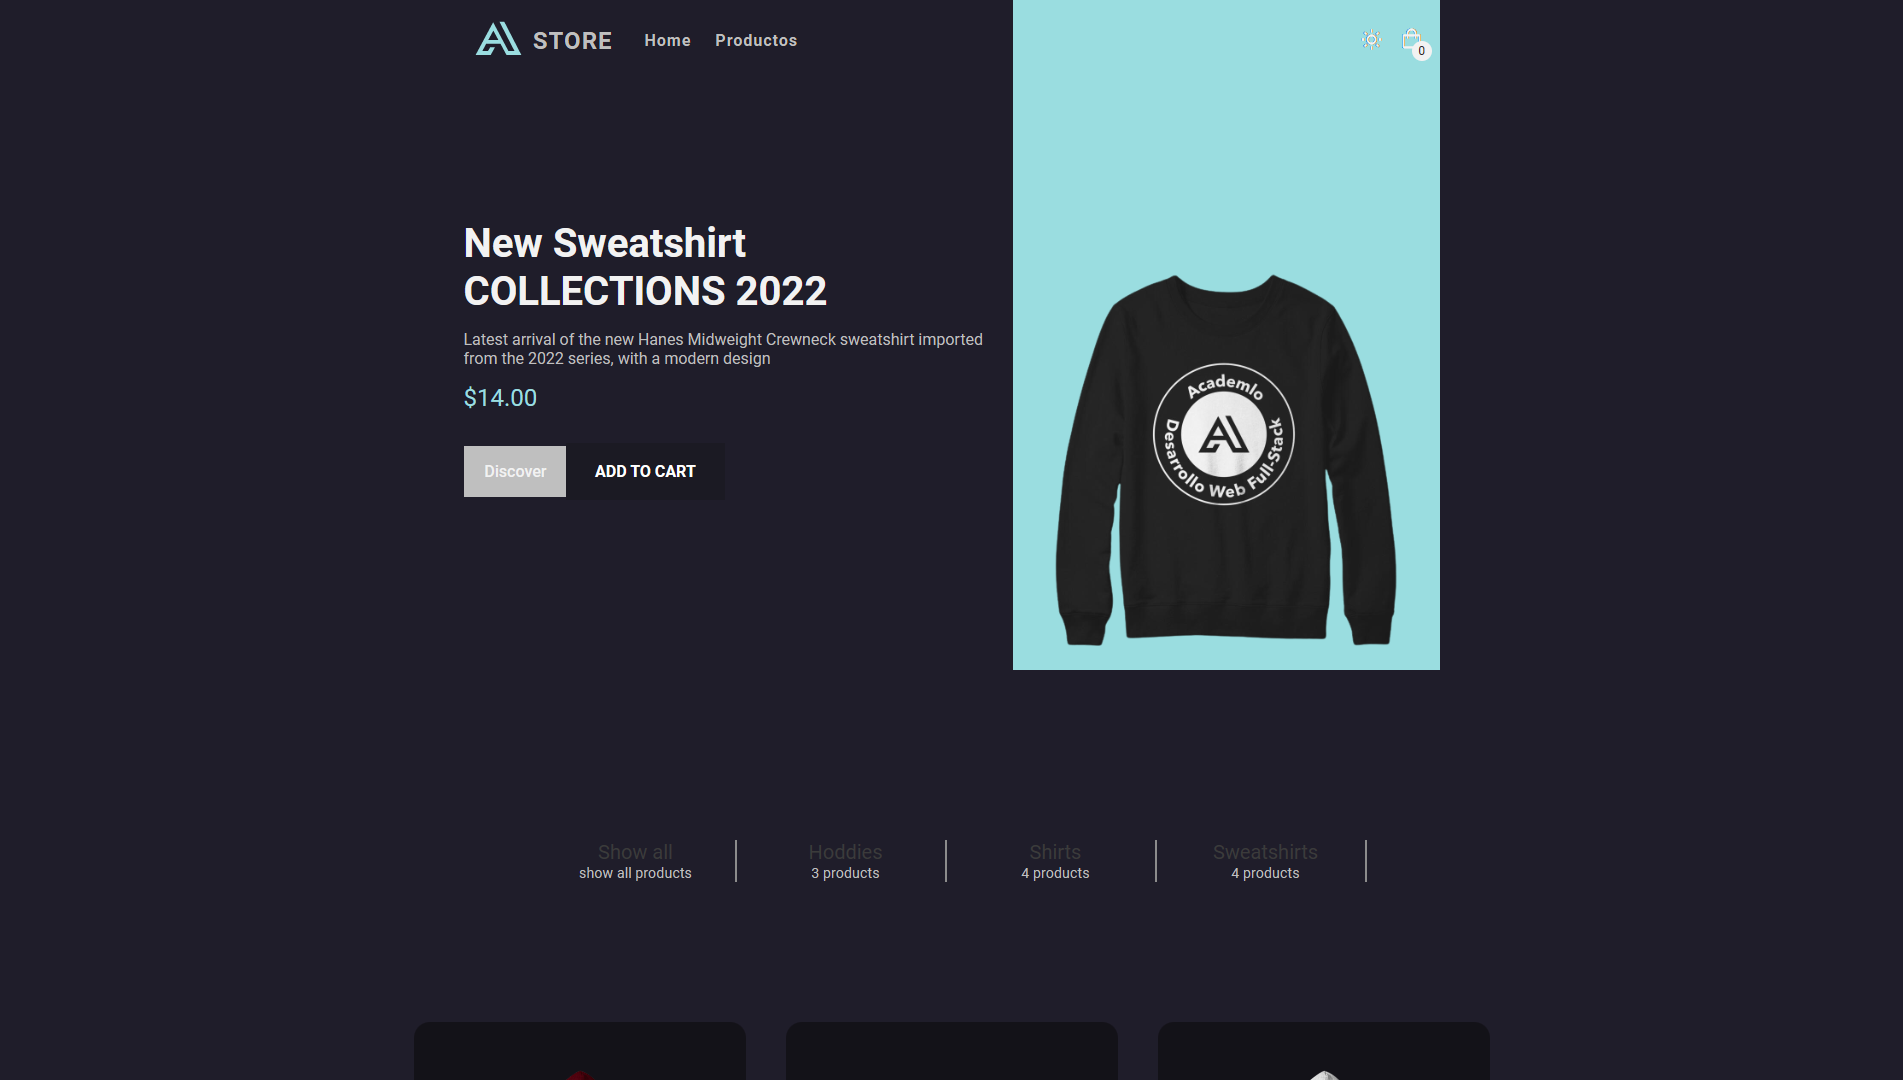 STORE
Home
Productos
0
New Sweatshirt
COLLECTIONS 2022
Latest arrival of the new Hanes Midweight Crewneck sweatshirt imported
from the 2022 series, with a modern design
$14.00
Discover
ADD TO CART
Academlo
Desarrollo Web Full-Stack
Show all
show all products
Hoddies
3 products
Shirts
4 products
Sweatshirts
4 products